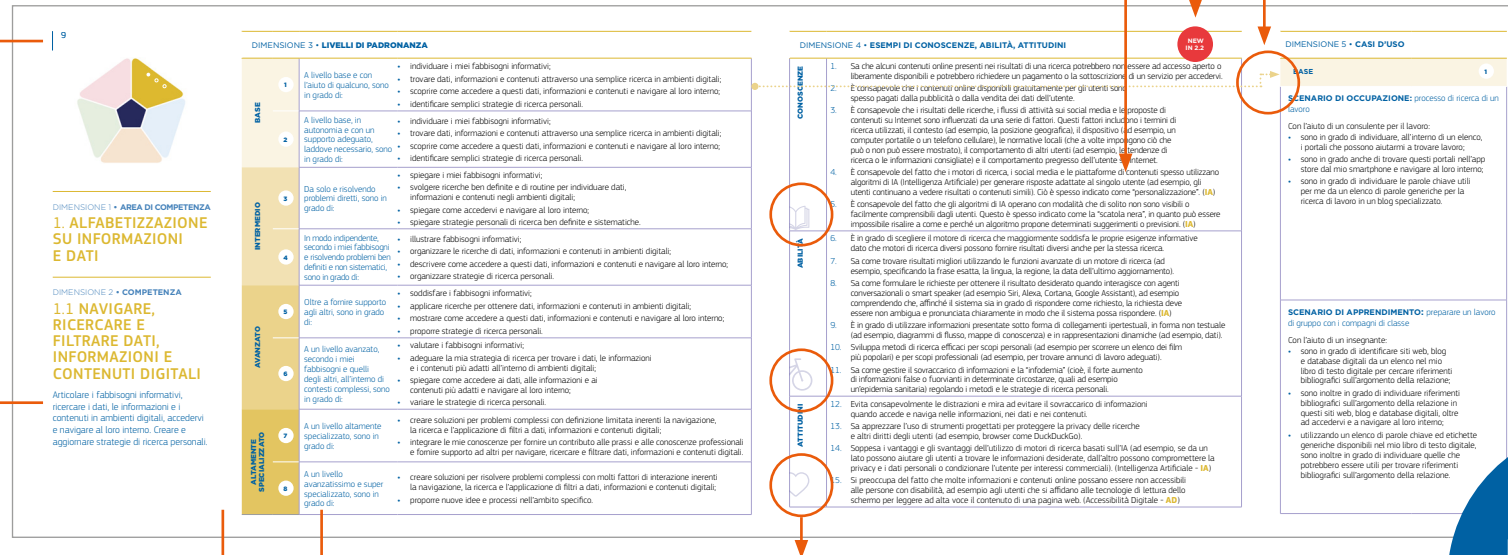 9
DIMENSIONE 1 • AREA DI COMPETENZA
1. ALFABETIZZAZIONE
SU INFORMAZIONI
E DATI
DIMENSIONE 2 • COMPETENZA
1.1 NAVIGARE,
RICERCARE E
FILTRARE DATI,
INFORMAZIONI E
CONTENUTI DIGITALI
Articolare i fabbisogni informativi,
ricercare i dati, le informazioni e i
contenuti in ambienti digitali, accedervi
e navigare al loro interno. Creare e
aggiornare strategie di ricerca personali.
DIMENSIONE 3 • LIVELLI DI PADRONANZA
BASE
1
A livello base e con
l'aiuto di qualcuno, sono
in grado di:
• individuare i miei fabbisogni informativi;
• trovare dati, informazioni e contenuti attraverso una semplice ricerca in ambienti digitali;
• scoprire come accedere a questi dati, informazioni e contenuti e navigare al loro interno;
• identificare semplici strategie di ricerca personali.
2
A livello base, in
autonomia e con un
supporto adeguato,
laddove necessario, sono
in grado di:
• individuare i miei fabbisogni informativi;
• trovare dati, informazioni e contenuti attraverso una semplice ricerca in ambienti digitali;
• scoprire come accedere a questi dati, informazioni e contenuti e navigare al loro interno;
• identificare semplici strategie di ricerca personali.
INTERMEDIO
3
Da solo e risolvendo
problemi diretti, sono in
grado di:
• spiegare i miei fabbisogni informativi;
• svolgere ricerche ben definite e di routine per individuare dati,
informazioni e contenuti negli ambienti digitali;
• spiegare come accedervi e navigare al loro interno;
• spiegare strategie personali di ricerca ben definite e sistematiche.
4
In modo indipendente,
secondo i miei fabbisogni
e risolvendo problemi ben
definiti e non sistematici,
sono in grado di:
• illustrare fabbisogni informativi;
• organizzare le ricerche di dati, informazioni e contenuti in ambienti digitali;
• descrivere come accedere a questi dati, informazioni e contenuti e navigare al loro interno;
• organizzare strategie di ricerca personali.
AVANZATO
5
Oltre a fornire supporto
agli altri, sono in grado
di:
• soddisfare i fabbisogni informativi;
• applicare ricerche per ottenere dati, informazioni e contenuti in ambienti digitali;
• mostrare come accedere a questi dati, informazioni e contenuti e navigare al loro interno;
• proporre strategie di ricerca personali.
6
A un livello avanzato,
secondo i miei
fabbisogni e quelli
degli altri, all'interno di
contesti complessi, sono
in grado di:
• valutare i fabbisogni informativi;
• adeguare la mia strategia di ricerca per trovare i dati, le informazioni
e i contenuti più adatti all'interno di ambienti digitali;
• spiegare come accedere ai dati, alle informazioni e ai
contenuti più adatti e navigare al loro interno;
• variare le strategie di ricerca personali.
ALTAMENTE
SPECIALIZZATO
7
A un livello altamente
specializzato, sono in
grado di:
• creare soluzioni per problemi complessi con definizione limitata inerenti la navigazione,
la ricerca e l'applicazione di filtri a dati, informazioni e contenuti digitali;
• integrare le mie conoscenze per fornire un contributo alle prassi e alle conoscenze professionali
e fornire supporto ad altri per navigare, ricercare e filtrare dati, informazioni e contenuti digitali.
8
A un livello
avanzatissimo e super
specializzato, sono in
grado di:
• creare soluzioni per risolvere problemi complessi con molti fattori di interazione inerenti
la navigazione, la ricerca e l'applicazione di filtri a dati, informazioni e contenuti digitali;
• proporre nuove idee e processi nell'ambito specifico.
DIMENSIONE 4 • ESEMPI DI CONOSCENZE, ABILITÀ, ATTITUDINI
NEW
IN 2.2
CONOSCENZE
1. Sa che alcuni contenuti online presenti nei risultati di una ricerca potrebbero non essere ad accesso aperto o
liberamente disponibili e potrebbero richiedere un pagamento o la sottoscrizione di un servizio per accedervi.
2. È consapevole che i contenuti online disponibili gratuitamente per gli utenti sono
spesso pagati dalla pubblicità o dalla vendita dei dati dell'utente.
3. È consapevole che i risultati delle ricerche, i flussi di attività sui social media e le proposte di
contenuti su Internet sono influenzati da una serie di fattori. Questi fattori includono i termini di
ricerca utilizzati, il contesto (ad esempio, la posizione geografica), il dispositivo (ad esempio, un
computer portatile o un telefono cellulare), le normative locali (che a volte impongono ciò che
può o non può essere mostrato), il comportamento di altri utenti (ad esempio, le tendenze di
ricerca o le informazioni consigliate) e il comportamento pregresso dell'utente su Internet.
4. È consapevole del fatto che i motori di ricerca, i social media e le piattaforme di contenuti spesso utilizzano
algoritmi di IA (Intelligenza Artificiale) per generare risposte adattate al singolo utente (ad esempio, gli
utenti continuano a vedere risultati o contenuti simili). Ciò è spesso indicato come "personalizzazione". (IA)
5. È consapevole del fatto che gli algoritmi di IA operano con modalità che di solito non sono visibili o
facilmente comprensibili dagli utenti. Questo è spesso indicato come la "scatola nera", in quanto può essere
impossibile risalire a come e perché un algoritmo propone determinati suggerimenti o previsioni. (IA)
ABILITÀ
6. È in grado di scegliere il motore di ricerca che maggiormente soddisfa le proprie esigenze informative
dato che motori di ricerca diversi possono fornire risultati diversi anche per la stessa ricerca.
7. Sa come trovare risultati migliori utilizzando le funzioni avanzate di un motore di ricerca (ad
esempio, specificando la frase esatta, la lingua, la regione, la data dell'ultimo aggiornamento).
8. Sa come formulare le richieste per ottenere il risultato desiderato quando interagisce con agenti
conversazionali o smart speaker (ad esempio Siri, Alexa, Cortana, Google Assistant), ad esempio
comprendendo che, affinché il sistema sia in grado di rispondere come richiesto, la richiesta deve
essere non ambigua e pronunciata chiaramente in modo che il sistema possa rispondere. (IA)
9. È in grado di utilizzare informazioni presentate sotto forma di collegamenti ipertestuali, in forma non testuale
(ad esempio, diagrammi di flusso, mappe di conoscenza) e in rappresentazioni dinamiche (ad esempio, dati).
10. Sviluppa metodi di ricerca efficaci per scopi personali (ad esempio per scorrere un elenco dei film
più popolari) e per scopi professionali (ad esempio, per trovare annunci di lavoro adeguati).
11. Sa come gestire il sovraccarico di informazioni e la "infodemia" (cioè, il forte aumento
di informazioni false o fuorvianti in determinate circostanze, quali ad esempio
un'epidemia sanitaria) regolando i metodi e le strategie di ricerca personali.
ATTITUDINI
12. Evita consapevolmente le distrazioni e mira ad evitare il sovraccarico di informazioni
quando accede e naviga nelle informazioni, nei dati e nei contenuti.
13. Sa apprezzare l'uso di strumenti progettati per proteggere la privacy delle ricerche
e altri diritti degli utenti (ad esempio, browser come DuckDuckGo).
14. Soppesa i vantaggi e gli svantaggi dell'utilizzo di motori di ricerca basati sull'IA (ad esempio, se da un
lato possono aiutare gli utenti a trovare le informazioni desiderate, dall'altro possono compromettere la
privacy e i dati personali o condizionare l'utente per interessi commerciali). (Intelligenza Artificiale - IA)
15. Si preoccupa del fatto che molte informazioni e contenuti online possano essere non accessibili
alle persone con disabilità, ad esempio agli utenti che si affidano alle tecnologie di lettura dello
schermo per leggere ad alta voce il contenuto di una pagina web. (Accessibilità Digitale - AD)
DIMENSIONE 5 • CASI D'USO
BASE 1
SCENARIO DI OCCUPAZIONE: processo di ricerca di un
lavoro
Con l'aiuto di un consulente per il lavoro:
• sono in grado di individuare, all'interno di un elenco,
i portali che possono aiutarmi a trovare lavoro;
• sono in grado anche di trovare questi portali nell'app
store dal mio smartphone e navigare al loro interno;
• sono in grado di individuare le parole chiave utili
per me da un elenco di parole generiche per la
ricerca di lavoro in un blog specializzato.
SCENARIO DI APPRENDIMENTO: preparare un lavoro
di gruppo con i compagni di classe
Con l'aiuto di un insegnante:
• sono in grado di identificare siti web, blog
e database digitali da un elenco nel mio
libro di testo digitale per cercare riferimenti
bibliografici sull'argomento della relazione;
• sono inoltre in grado di individuare riferimenti
bibliografici sull'argomento della relazione in
questi siti web, blog e database digitali, oltre
ad accedervi e a navigare al loro interno;
• utilizzando un elenco di parole chiave ed etichette
generiche disponibili nel mio libro di testo digitale,
sono inoltre in grado di individuare quelle che
potrebbero essere utili per trovare riferimenti
bibliografici sull'argomento della relazione.